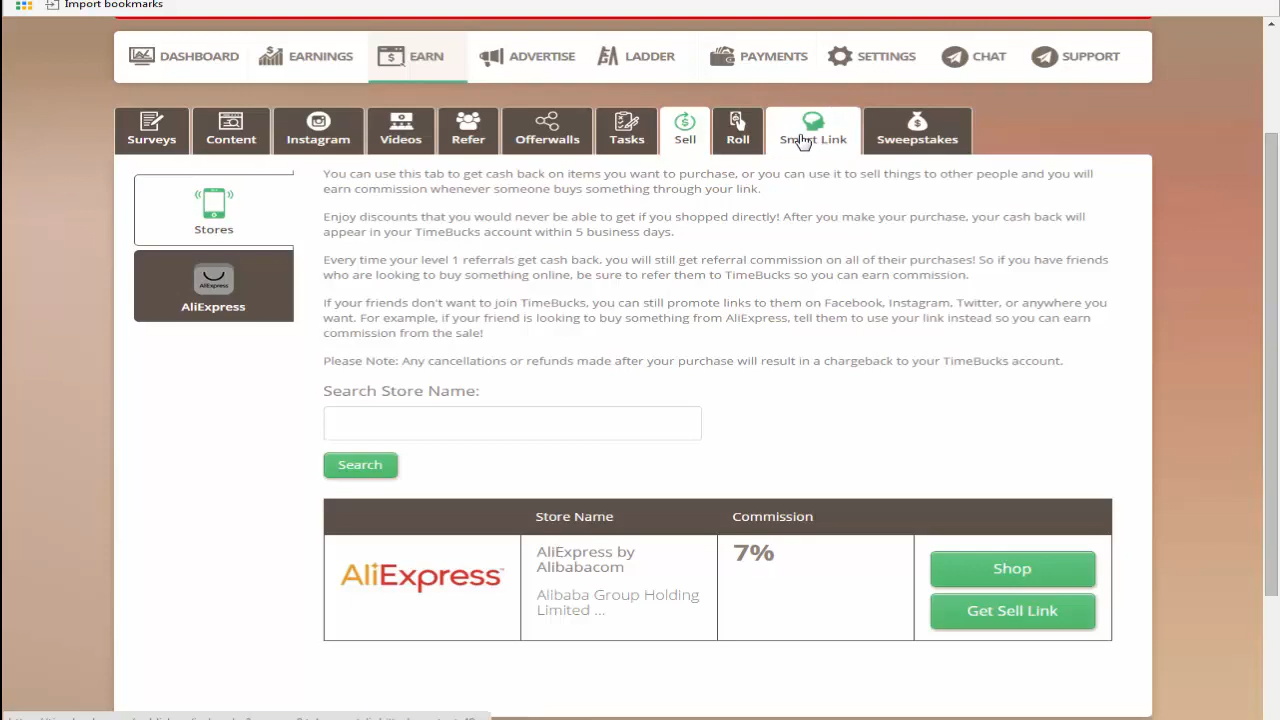 Import bookmarks
DASHBOARD EARNINGS EARN ADVERTISE LADDER PAYMENTS SETTINGS CHAT SUPPORT
Surveys Content Instagram Videos Refer Offerwalls Tasks Sell Roll Smart Link Sweepstakes
Stores
AliExpress
AliExpress
You can use this tab to get cash back on items you want to purchase, or you can use it to sell things to other people and you will
earn commission whenever someone buys something through your link.
Enjoy discounts that you would never be able to get if you shopped directly! After you make your purchase, your cash back will
appear in your TimeBucks account within 5 business days.
Every time your level 1 referrals get cash back, you will still get referral commission on all of their purchases! So if you have friends
who are looking to buy something online, be sure to refer them to TimeBucks so you can earn commission.
If your friends don't want to join TimeBucks, you can still promote links to them on Facebook, Instagram, Twitter, or anywhere you
want. For example, if your friend is looking to buy something from AliExpress, tell them to use your link instead so you can earn
commission from the sale!
Please Note: Any cancellations or refunds made after your purchase will result in a chargeback to your TimeBucks account.
Search Store Name:
Search
Store Name Commission
AliExpress
AliExpress by
Alibabacom
Alibaba Group Holding
Limited ...
7%
Shop
Get Sell Link